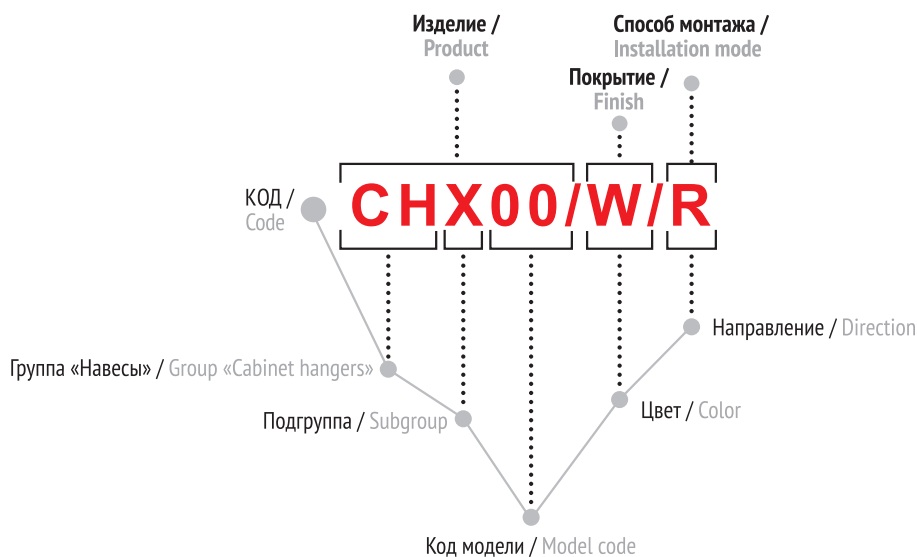 Изделие /
Product
Способ монтажа /
Installation mode
Покрытие /
Finish
КОД /
Code
CHX00/W/R
Направление / Direction
Группа «Навесы» / Group «Cabinet hangers»
Цвет / Color
Подгруппа / Subgroup
Код модели / Model code